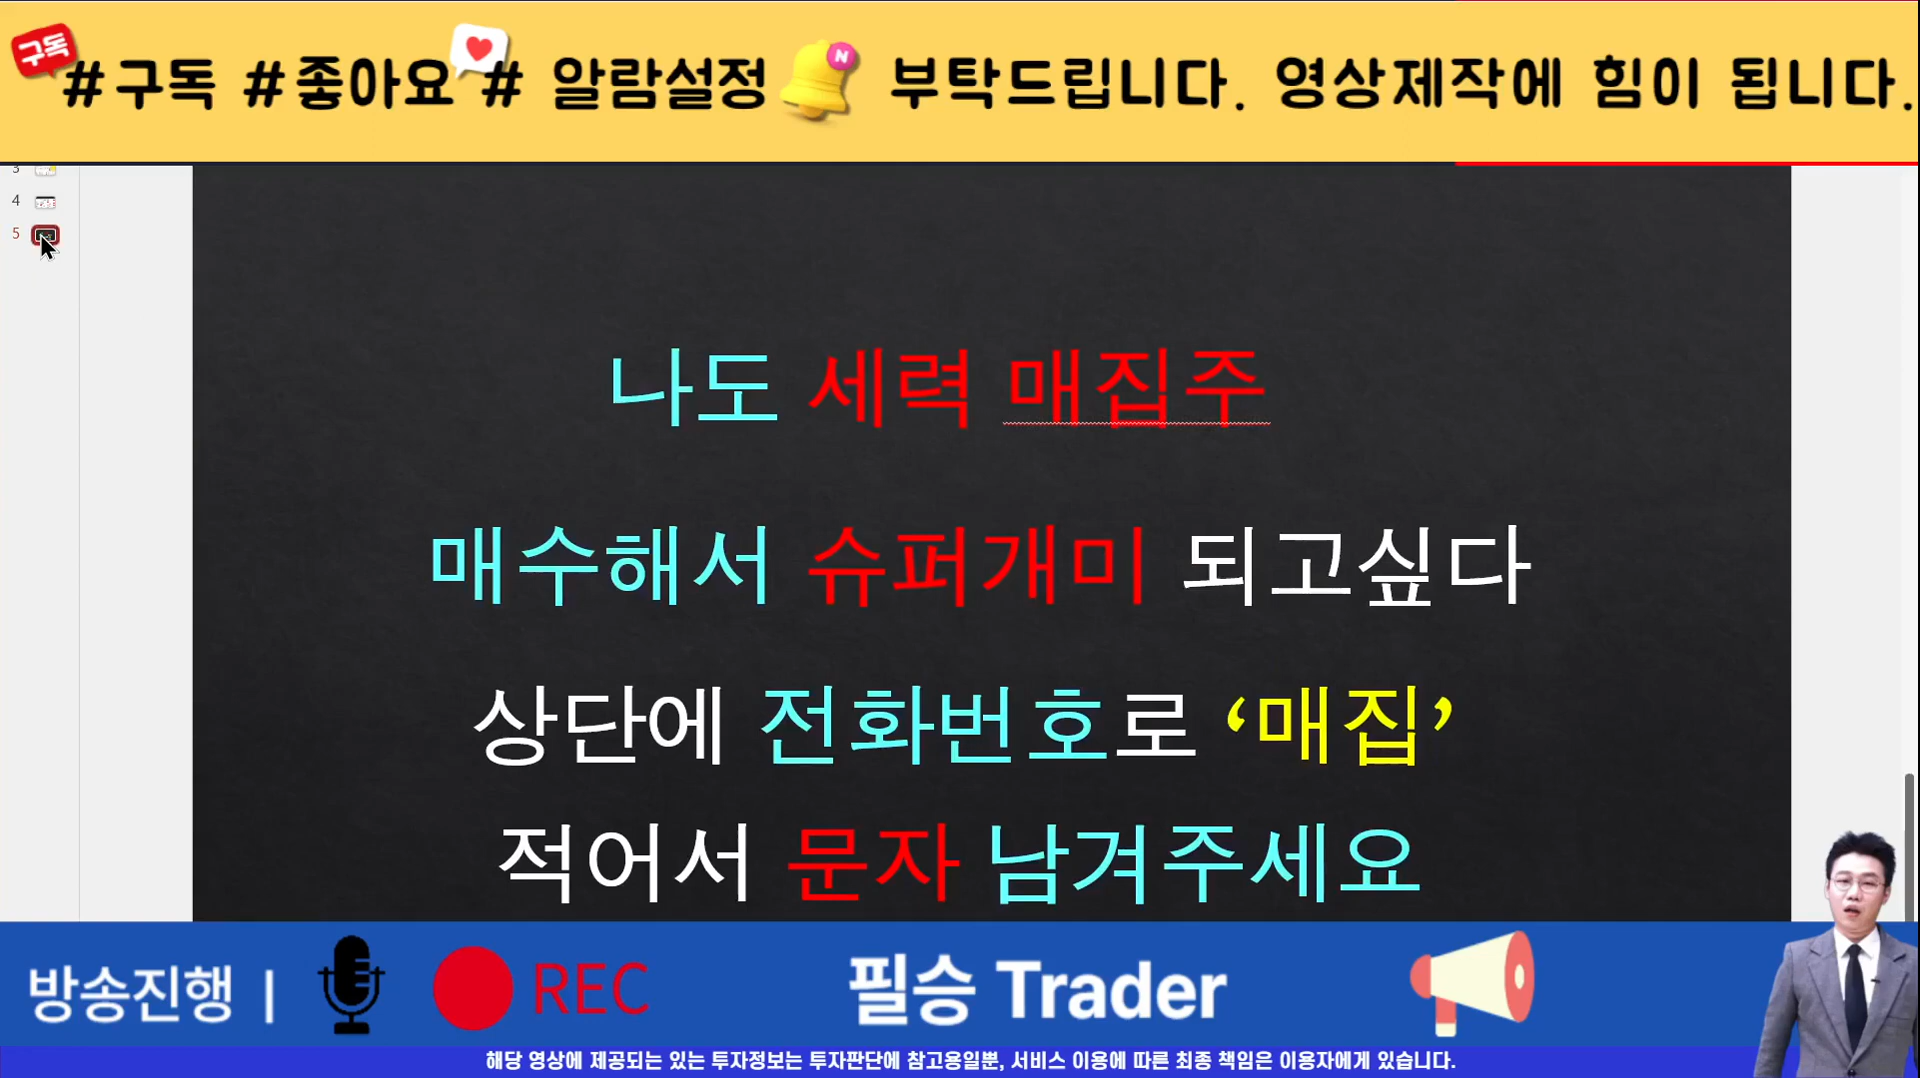 구독
#구독 #좋아요 # 알람설정 N 부탁드립니다. 영상제작에 힘이 됩니다.
3
4
5
나도 세력 매집주
매수해서 슈퍼개미 되고싶다
상단에 전화번호로 ‘매집’
적어서 문자 남겨주세요
방송진행 | REC 필승 Trader
해당 영상에 제공되는 있는 투자정보는 투자판단에 참고용일뿐, 서비스 이용에 따른 최종 책임은 이용자에게 있습니다.